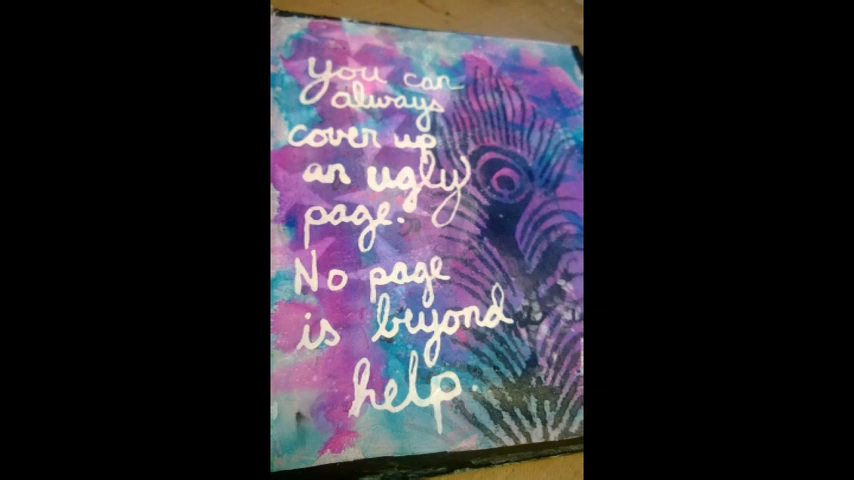 you can
always
cover up
an ugly
page.
No page
is beyond
help.